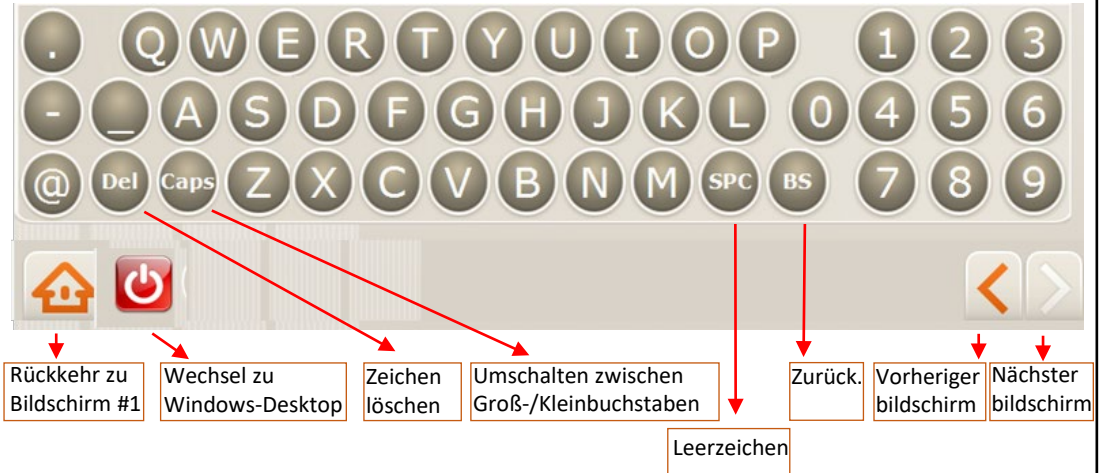 . Q W E R T Y U I O P 1 2 3
- _ A S D F G H J K L 0 4 5 6
@ Del Caps Z X C V B N M SPC BS 7 8 9
Rückkehr zu
Bildschirm #1
Wechsel zu
Windows-Desktop
Zeichen
löschen
Umschalten zwischen
Groß-/Kleinbuchstaben
Leerzeichen
Zurück.
Vorheriger
bildschirm
Nächster
bildschirm